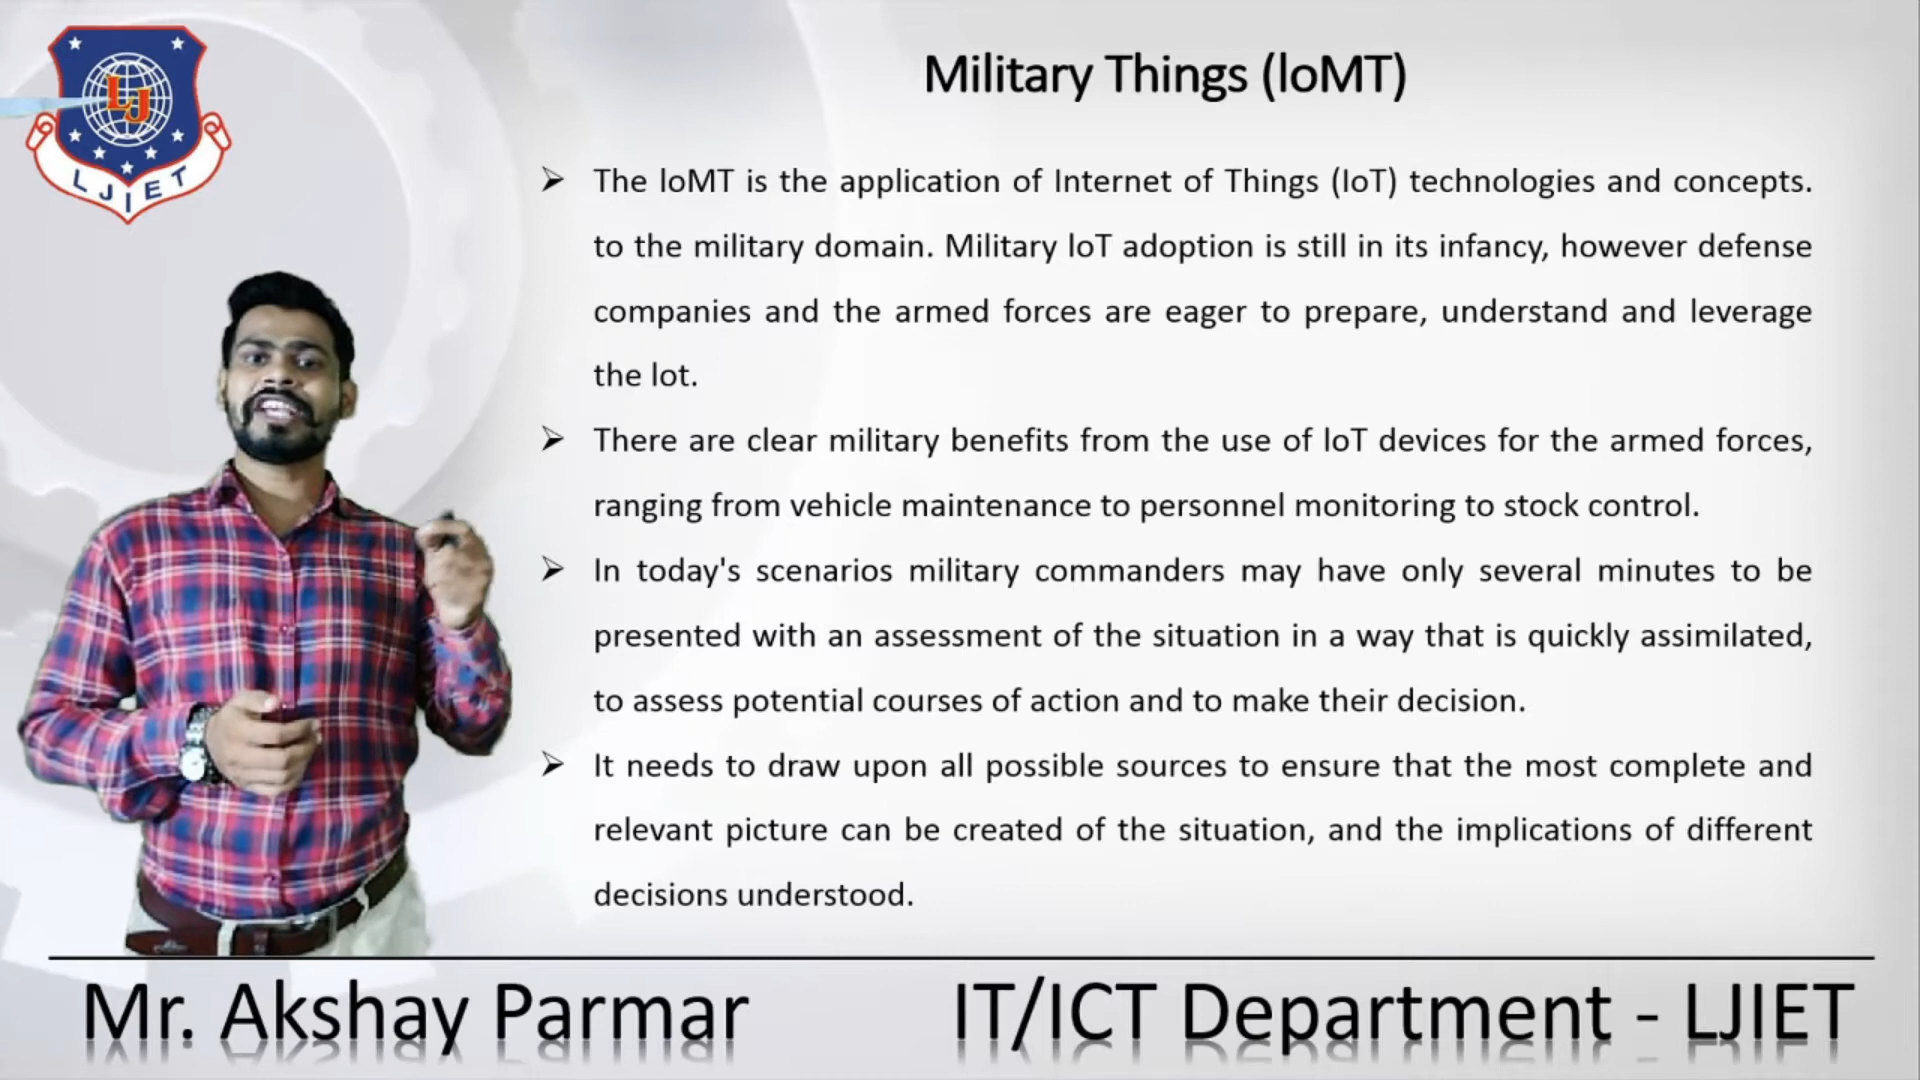 LJ
LJIET
Military Things (loMT)
The loMT is the application of Internet of Things (IoT) technologies and concepts.
to the military domain. Military loT adoption is still in its infancy, however defense
companies and the armed forces are eager to prepare, understand and leverage
the lot.
There are clear military benefits from the use of loT devices for the armed forces,
ranging from vehicle maintenance to personnel monitoring to stock control.
In today's scenarios military commanders may have only several minutes to be
presented with an assessment of the situation in a way that is quickly assimilated,
to assess potential courses of action and to make their decision.
It needs to draw upon all possible sources to ensure that the most complete and
relevant picture can be created of the situation, and the implications of different
decisions understood.
Mr. Akshay Parmar
IT/ICT Department - LJIET